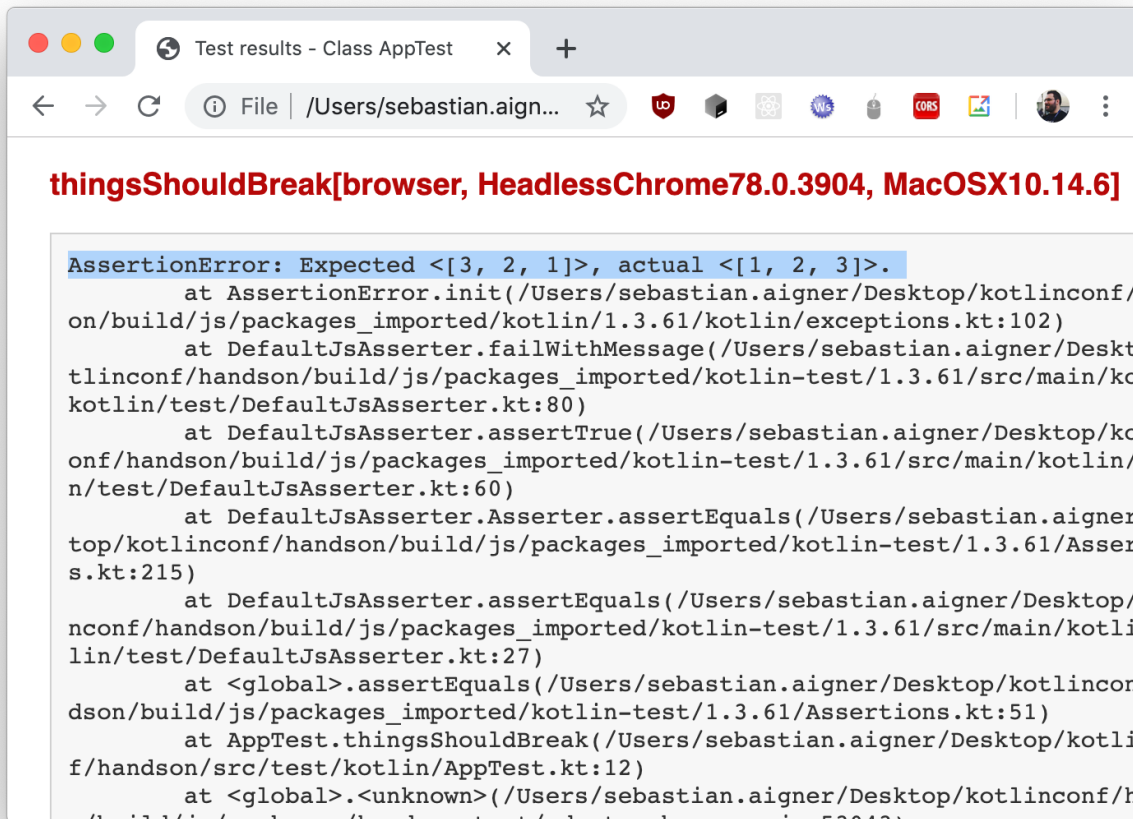 Test results - Class AppTest
File | /Users/sebastian.aign...
UD
Ws
CORS
thingsShouldBreak[browser, HeadlessChrome78.0.3904, MacOSX10.14.6]
AssertionError: Expected <[3, 2, 1]>, actual <[1, 2, 3]>.
at AssertionError.init(/Users/sebastian.aigner/Desktop/kotlinconf/
on/build/js/packages_imported/kotlin/1.3.61/kotlin/exceptions.kt:102)
at DefaultJsAsserter.failWithMessage(/Users/sebastian.aigner/Deskt
tlinconf/handson/build/js/packages_imported/kotlin-test/1.3.61/src/main/ko
kotlin/test/DefaultJsAsserter.kt:80)
at DefaultJsAsserter.assertTrue(/Users/sebastian.aigner/Desktop/ko
onf/handson/build/js/packages_imported/kotlin-test/1.3.61/src/main/kotlin/
n/test/DefaultJsAsserter.kt:60)
at DefaultJsAsserter.Asserter.assertEquals(/Users/sebastian.aigner
top/kotlinconf/handson/build/js/packages_imported/kotlin-test/1.3.61/Asser
s.kt:215)
at DefaultJsAsserter.assertEquals(/Users/sebastian.aigner/Desktop/
nconf/handson/build/js/packages_imported/kotlin-test/1.3.61/src/main/kotli
lin/test/DefaultJsAsserter.kt:27)
at <global>.assertEquals(/Users/sebastian.aigner/Desktop/kotlincon
dson/build/js/packages_imported/kotlin-test/1.3.61/Assertions.kt:51)
at AppTest.thingsShouldBreak(/Users/sebastian.aigner/Desktop/kotli
f/handson/src/test/kotlin/AppTest.kt:12)
at <global>.<unknown>(/Users/sebastian.aigner/Desktop/kotlinconf/h